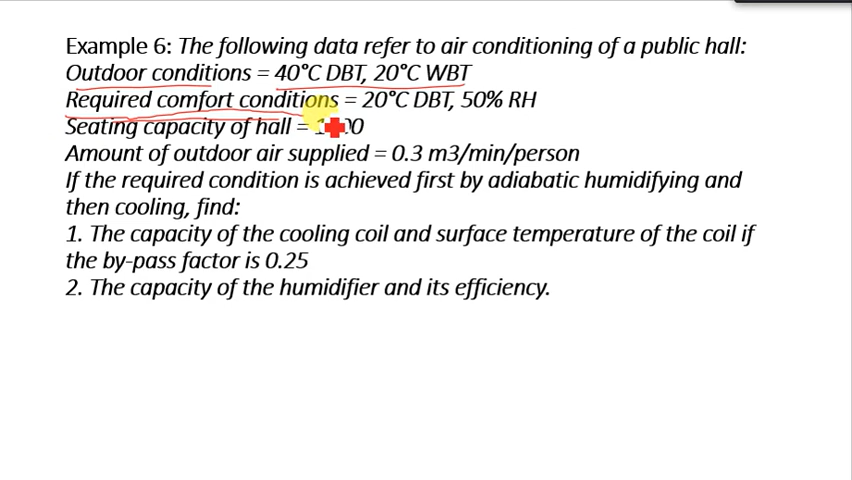 Example 6: The following data refer to air conditioning of a public hall:
Outdoor conditions = 40°C DBT, 20°C WBT
Required comfort conditions = 20°C DBT, 50% RH
Seating capacity of hall =
Amount of outdoor air supplied = 0.3 m3/min/person
If the required condition is achieved first by adiabatic humidifying and
then cooling, find:
1. The capacity of the cooling coil and surface temperature of the coil if
the by-pass factor is 0.25
2. The capacity of the humidifier and its efficiency.